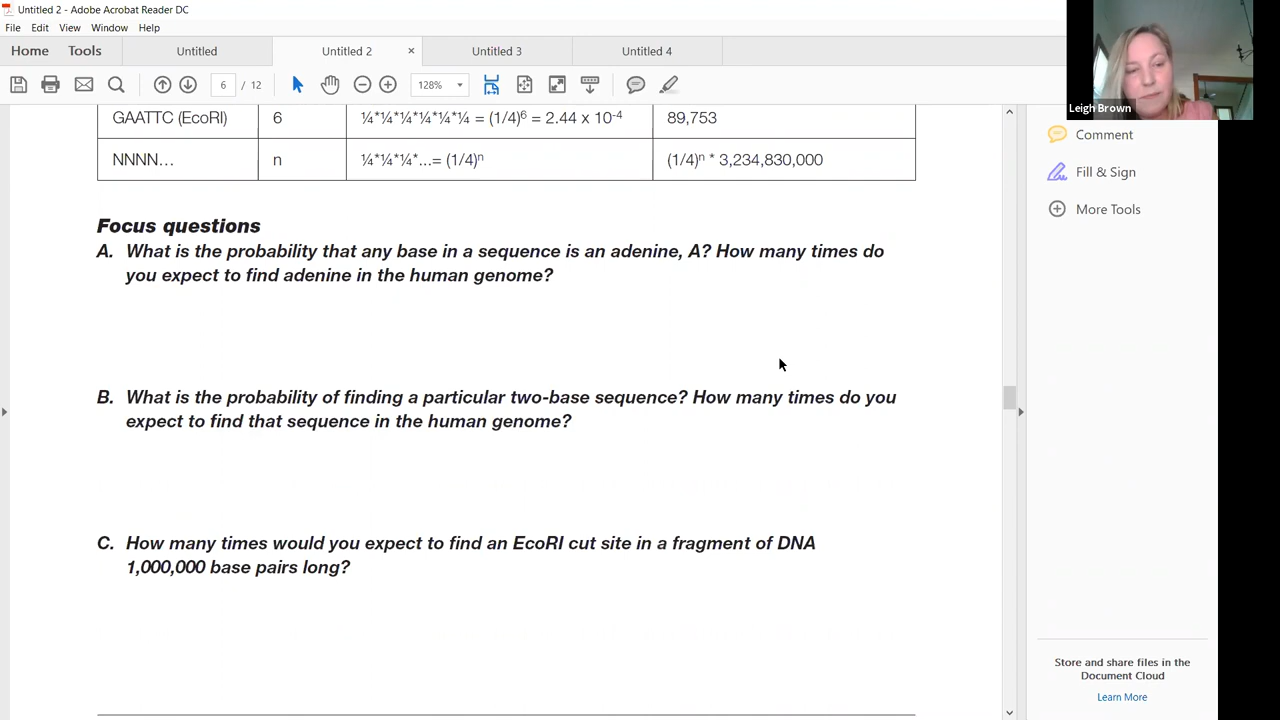 Untitled 2 - Adobe Acrobat Reader DC
File Edit View Window Help
Home Tools Untitled Untitled 2 × Untitled 3 Untitled 4
6 / 12 128%
Leigh Brown
GAATTC (EcoRI) 6 ¼*¼*¼*¼*¼*¼ = (1/4)⁶ = 2.44 x 10⁻⁴ 89,753
NNNN… n ¼*¼*¼*…= (1/4)ⁿ (1/4)ⁿ * 3,234,830,000
Focus questions
A. What is the probability that any base in a sequence is an adenine, A? How many times do
you expect to find adenine in the human genome?
B. What is the probability of finding a particular two-base sequence? How many times do you
expect to find that sequence in the human genome?
C. How many times would you expect to find an EcoRI cut site in a fragment of DNA
1,000,000 base pairs long?
Comment
Fill & Sign
More Tools
Store and share files in the
Document Cloud
Learn More